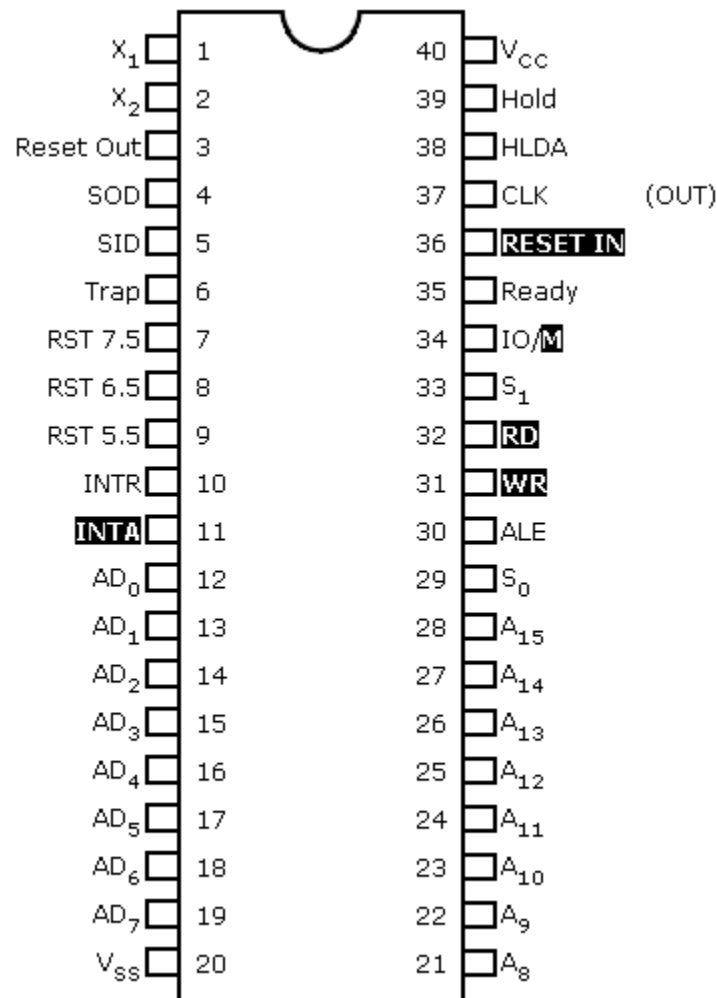 X1 1 40 VCC
X2 2 39 Hold
Reset Out 3 38 HLDA
SOD 4 37 CLK (OUT)
SID 5 36 RESET IN
Trap 6 35 Ready
RST 7.5 7 34 IO/M
RST 6.5 8 33 S1
RST 5.5 9 32 RD
INTR 10 31 WR
INTA 11 30 ALE
AD0 12 29 S0
AD1 13 28 A15
AD2 14 27 A14
AD3 15 26 A13
AD4 16 25 A12
AD5 17 24 A11
AD6 18 23 A10
AD7 19 22 A9
VSS 20 21 A8